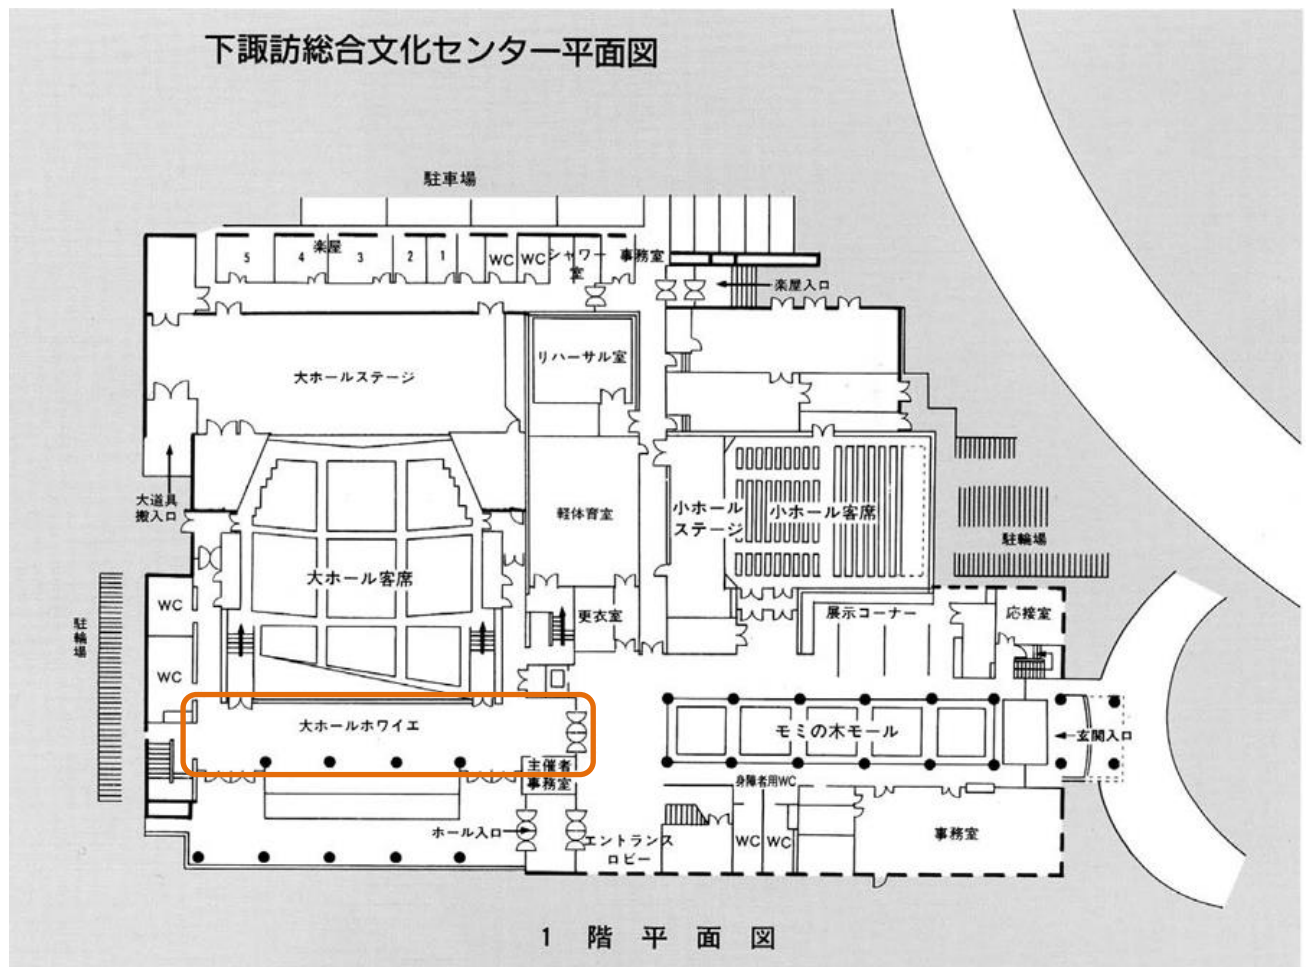 下諏訪総合文化センター平面図
駐車場
楽屋
5
4
3
2
1
WC
WC
シャワー
室
事務室
楽屋入口
リハーサル室
大ホールステージ
大道具
搬入口
軽体育室
小ホール
ステージ
小ホール客席
駐輪場
大ホール客席
WC
更衣室
展示コーナー
応接室
駐輪場
WC
大ホールホワイエ
モミの木モール
玄関入口
主催者
事務室
身障者用WC
ホール入口
エントランス
ロビー
WC
WC
事務室
1階平面図